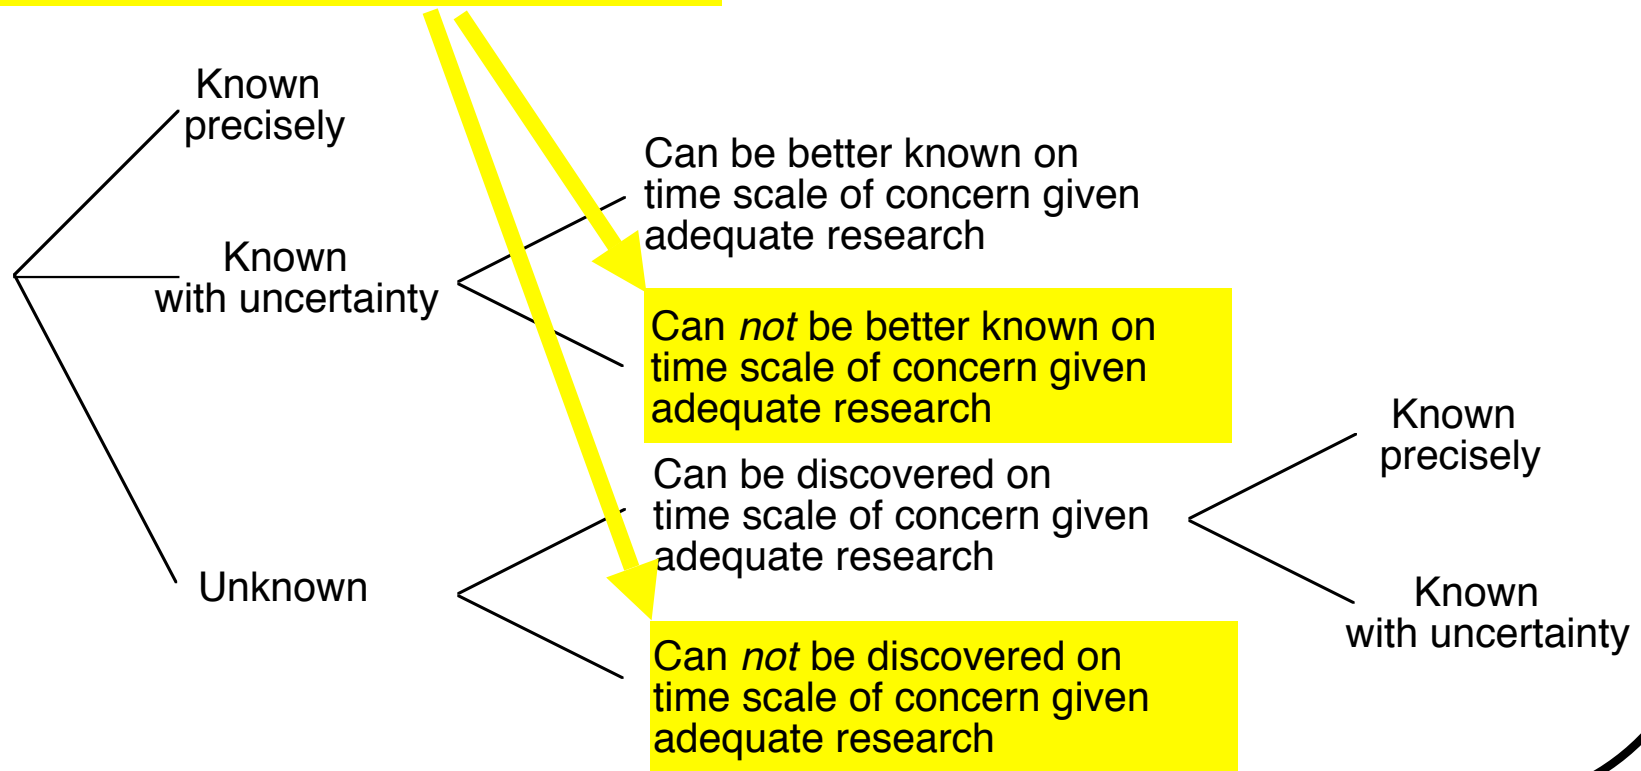 Known
precisely
Can be better known on
time scale of concern given
adequate research
Known
with uncertainty
Can not be better known on
time scale of concern given
adequate research
Known
precisely
Can be discovered on
time scale of concern given
adequate research
Unknown
Known
with uncertainty
Can not be discovered on
time scale of concern given
adequate research